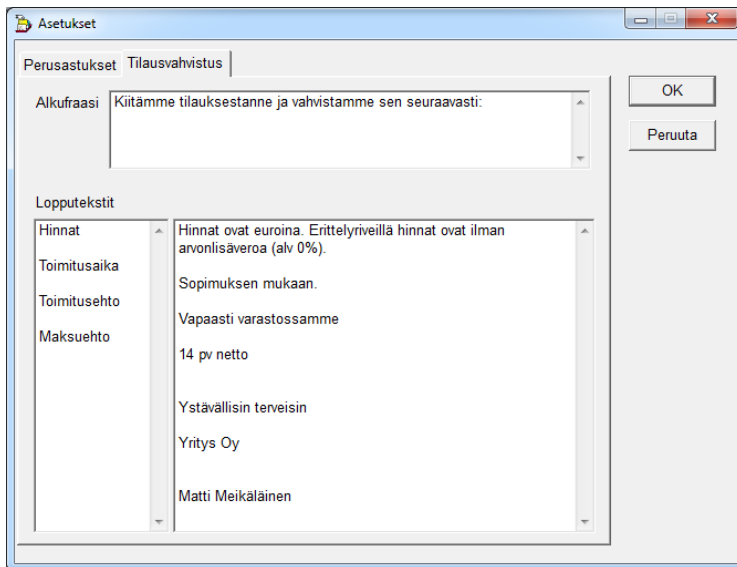 Asetukset
Perusastukset
Tilausvahvistus
OK
Peruuta
Alkufraasi
Kiitämme tilauksestanne ja vahvistamme sen seuraavasti:
Lopputekstit
Hinnat
Toimitusaika
Toimitusehto
Maksuehto
Hinnat ovat euroina. Erittelyriveillä hinnat ovat ilman
arvonlisäveroa (alv 0%).
Sopimuksen mukaan.
Vapaasti varastossamme
14 pv netto
Ystävällisin terveisin
Yritys Oy
Matti Meikäläinen